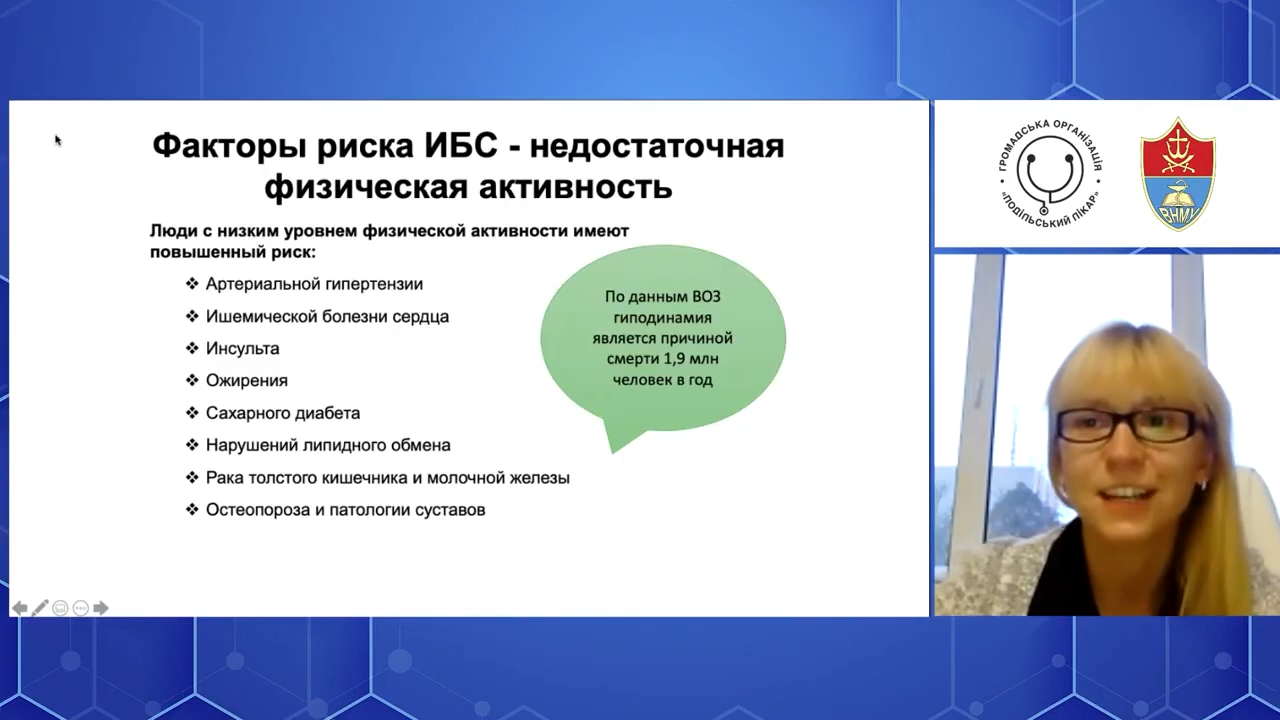 Факторы риска ИБС - недостаточная
физическая активность
Люди с низким уровнем физической активности имеют
повышенный риск:
❖ Артериальной гипертензии
❖ Ишемической болезни сердца
❖ Инсульта
❖ Ожирения
❖ Сахарного диабета
❖ Нарушений липидного обмена
❖ Рака толстого кишечника и молочной железы
❖ Остеопороза и патологии суставов
По данным ВОЗ
гиподинамия
является причиной
смерти 1,9 млн
человек в год
• ГРОМАДСЬКА ОРГАНІЗАЦІЯ •
«ПОДІЛЬСЬКИЙ ЛІКАР»
ВНМУ